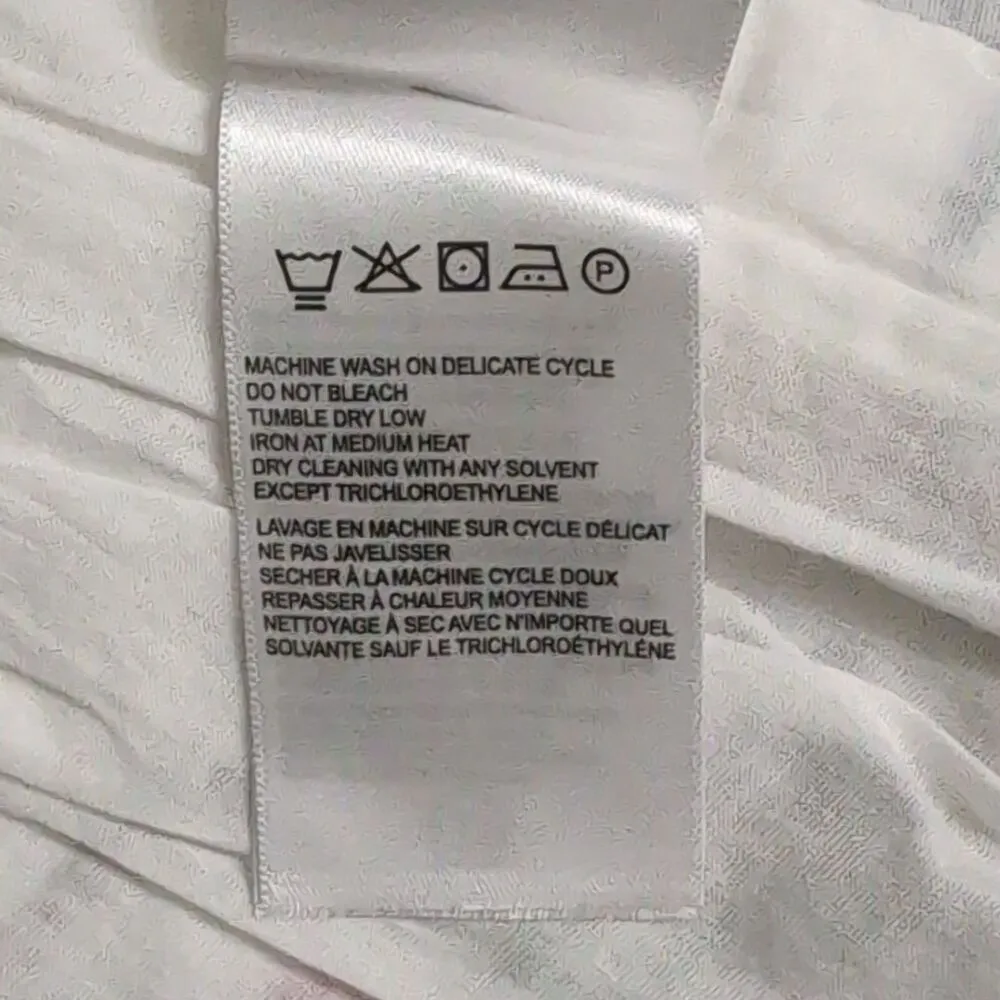 P
MACHINE WASH ON DELICATE CYCLE
DO NOT BLEACH
TUMBLE DRY LOW
IRON AT MEDIUM HEAT
DRY CLEANING WITH ANY SOLVENT
EXCEPT TRICHLOROETHYLENE
LAVAGE EN MACHINE SUR CYCLE DÉLICAT
NE PAS JAVELISSER
SECHER À LA MACHINE CYCLE DOUX
REPASSER À CHALEUR MOYENNE
NETTOYAGE À SEC AVEC N'IMPORTE QUEL
SOLVANTE SAUF LE TRICHLOROÉTHYLÉNE